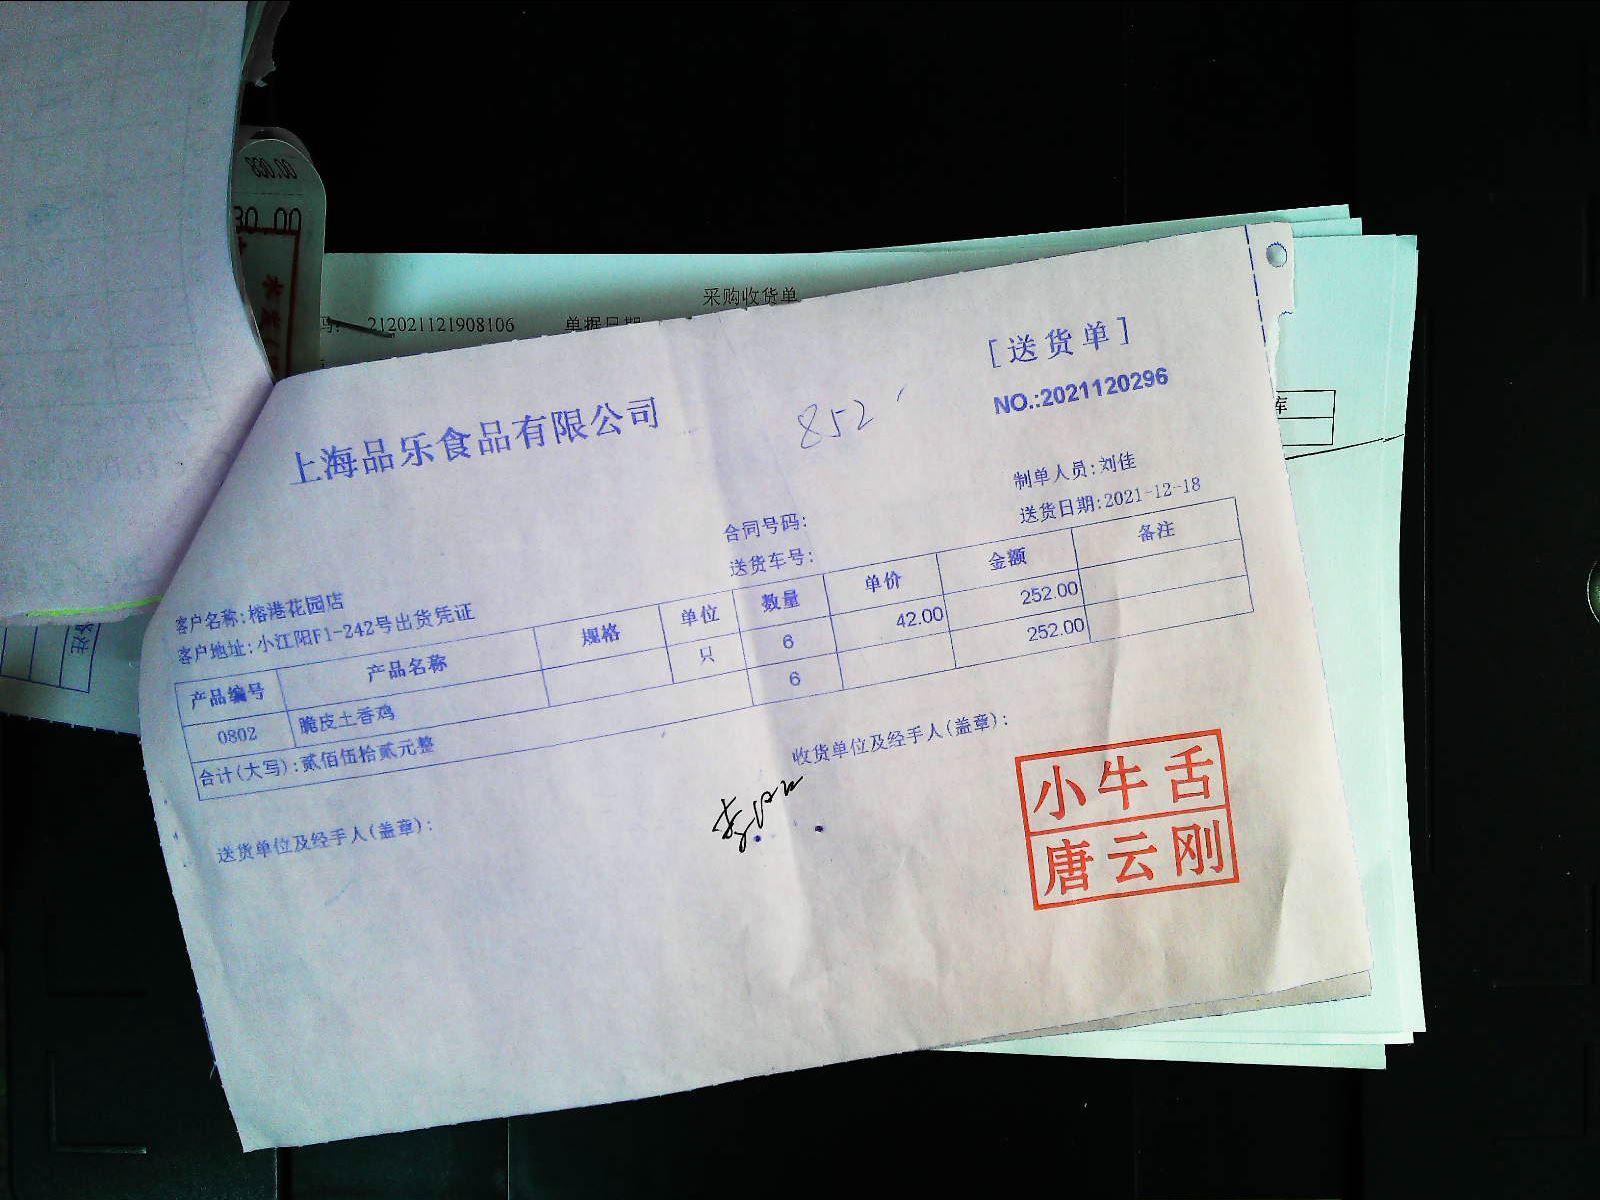 00.068
30.00
采购收货单
212021121908106 单据日期
库
[送货单]
NO.:2021120296
上海品乐食品有限公司
852
制单人员:刘佳
合同号码:
送货日期:2021-12-18
送货车号:
客户名称:榕港花园店
客户地址:小江阳F1-242号出货凭证
产品编号 产品名称 规格 单位 数量 单价 金额 备注
0802 脆皮土香鸡 只 6 42.00 252.00
合计(大写):贰佰伍拾贰元整 6 252.00
送货单位及经手人(盖章):
收货单位及经手人(盖章):
小牛舌
唐云刚
备注